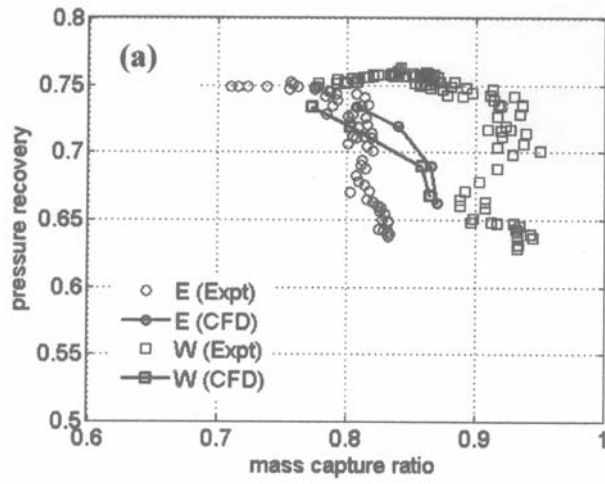 (a)
pressure recovery
0.8
0.75
0.7
0.65
0.6
0.55
0.5
E (Expt)
E (CFD)
W (Expt)
W (CFD)
0.6 0.7 0.8 0.9 1
mass capture ratio